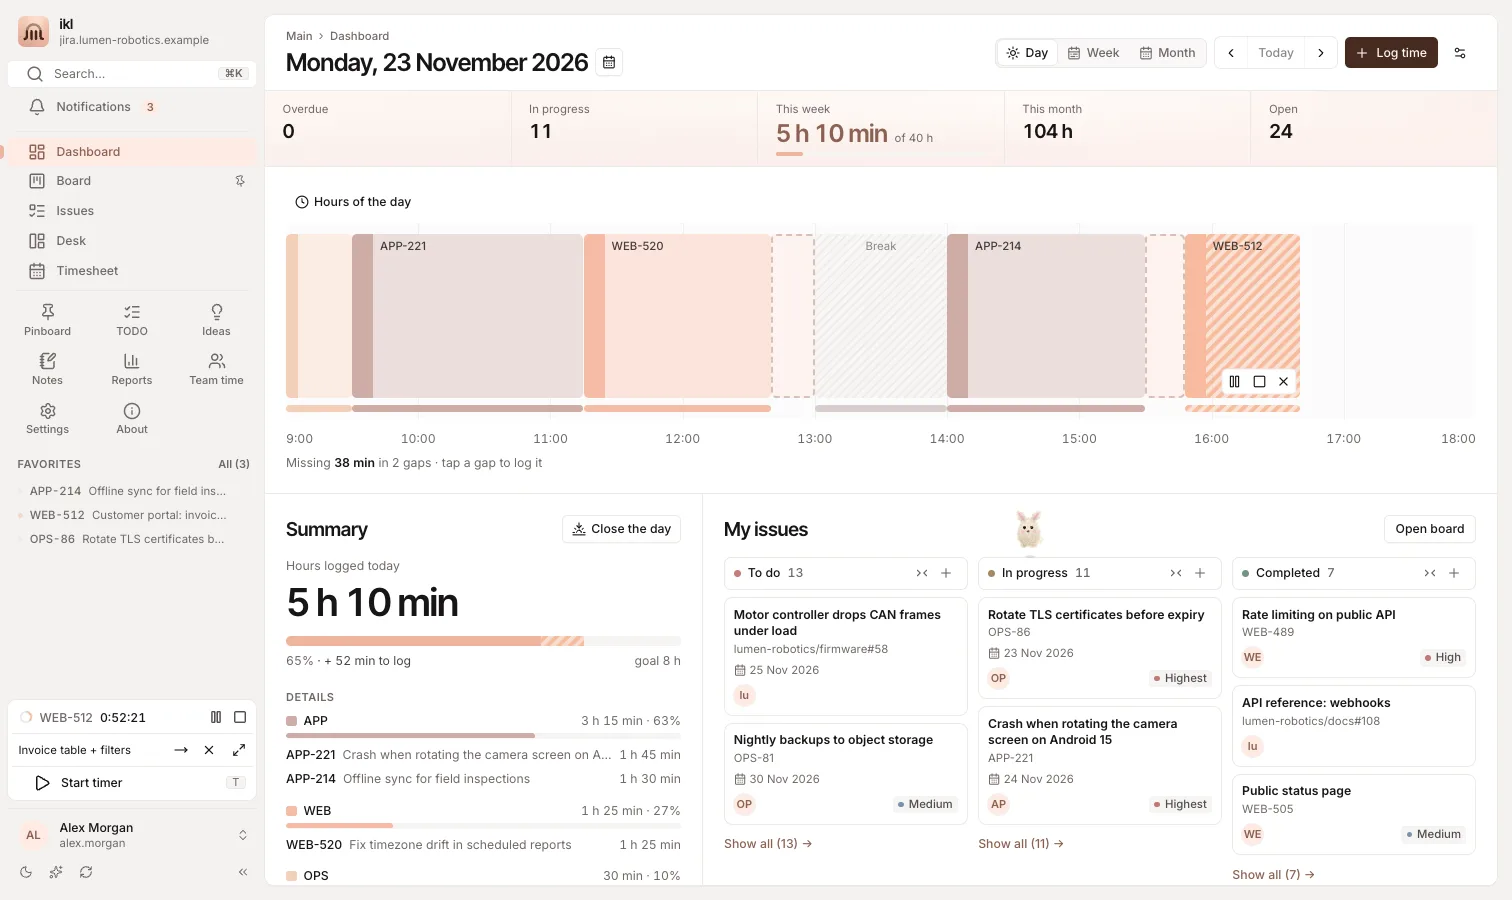 ikl
jira.lumen-robotics.example
Search...
⌘K
Notifications 3
Dashboard
Board
Issues
Desk
Timesheet
Pinboard
TODO
Ideas
Notes
Reports
Team time
Settings
About
FAVORITES All (3)
APP-214 Offline sync for field ins...
WEB-512 Customer portal: invoic...
OPS-86 Rotate TLS certificates b...
WEB-512 0:52:21
Invoice table + filters
Start timer T
AL
Alex Morgan
alex.morgan
Main › Dashboard
Monday, 23 November 2026
Day
Week
Month
Today
+ Log time
Overdue
0
In progress
11
This week
5 h 10 min of 40 h
This month
104 h
Open
24
Hours of the day
APP-221
WEB-520
Break
APP-214
WEB-512
9:00 10:00 11:00 12:00 13:00 14:00 15:00 16:00 17:00 18:00
Missing 38 min in 2 gaps · tap a gap to log it
Summary
Close the day
Hours logged today
5 h 10 min
65% · + 52 min to log goal 8 h
DETAILS
APP 3 h 15 min · 63%
APP-221 Crash when rotating the camera screen on A... 1 h 45 min
APP-214 Offline sync for field inspections 1 h 30 min
WEB 1 h 25 min · 27%
WEB-520 Fix timezone drift in scheduled reports 1 h 25 min
OPS 30 min · 10%
My issues
Open board
To do 13
Motor controller drops CAN frames
under load
lumen-robotics/firmware#58
25 Nov 2026
lu
Nightly backups to object storage
OPS-81
30 Nov 2026
OP Medium
Show all (13) →
In progress 11
Rotate TLS certificates before expiry
OPS-86
23 Nov 2026
OP Highest
Crash when rotating the camera
screen on Android 15
APP-221
24 Nov 2026
AP Highest
Show all (11) →
Completed 7
Rate limiting on public API
WEB-489
WE High
API reference: webhooks
lumen-robotics/docs#108
lu
Public status page
WEB-505
WE Medium
Show all (7) →